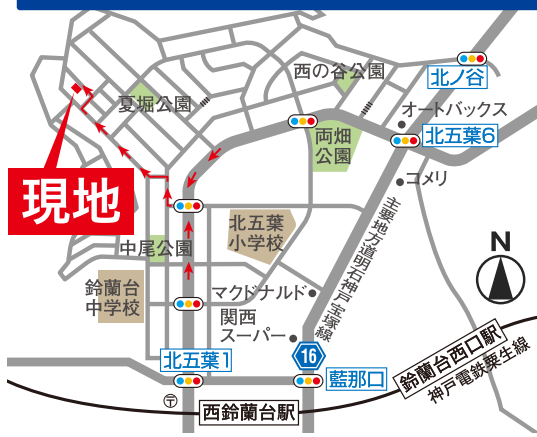 西の谷公園
北ノ谷
夏堀公園
オートバックス
両畑
公園
北五葉6
コメリ
現地
北五葉
小学校
主要地方道明石神戸宝塚線
中尾公園
N
鈴蘭台
中学校
マクドナルド
関西
スーパー
北五葉1
16
藍那口
鈴蘭台西口駅
神戸電鉄粟生線
〒
西鈴蘭台駅